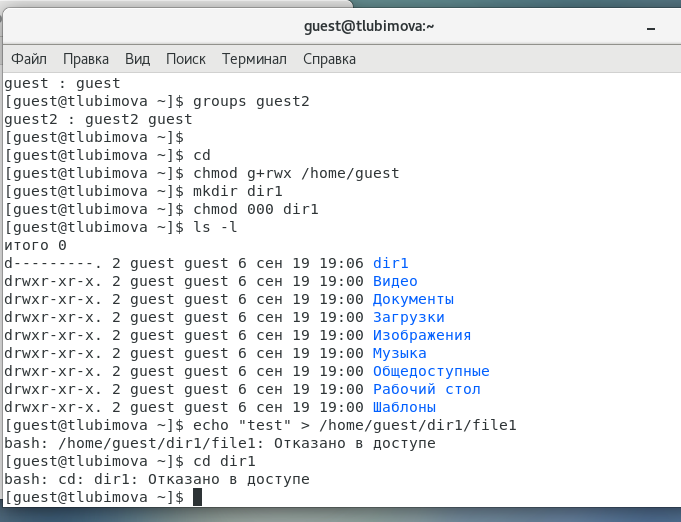 guest@tlubimova:~
Файл Правка Вид Поиск Терминал Справка
guest : guest
[guest@tlubimova ~]$ groups guest2
guest2 : guest2 guest
[guest@tlubimova ~]$
[guest@tlubimova ~]$ cd
[guest@tlubimova ~]$ chmod g+rwx /home/guest
[guest@tlubimova ~]$ mkdir dir1
[guest@tlubimova ~]$ chmod 000 dir1
[guest@tlubimova ~]$ ls -l
итого 0
d---------. 2 guest guest 6 сен 19 19:06 dir1
drwxr-xr-x. 2 guest guest 6 сен 19 19:00 Видео
drwxr-xr-x. 2 guest guest 6 сен 19 19:00 Документы
drwxr-xr-x. 2 guest guest 6 сен 19 19:00 Загрузки
drwxr-xr-x. 2 guest guest 6 сен 19 19:00 Изображения
drwxr-xr-x. 2 guest guest 6 сен 19 19:00 Музыка
drwxr-xr-x. 2 guest guest 6 сен 19 19:00 Общедоступные
drwxr-xr-x. 2 guest guest 6 сен 19 19:00 Рабочий стол
drwxr-xr-x. 2 guest guest 6 сен 19 19:00 Шаблоны
[guest@tlubimova ~]$ echo "test" > /home/guest/dir1/file1
bash: /home/guest/dir1/file1: Отказано в доступе
[guest@tlubimova ~]$ cd dir1
bash: cd: dir1: Отказано в доступе
[guest@tlubimova ~]$